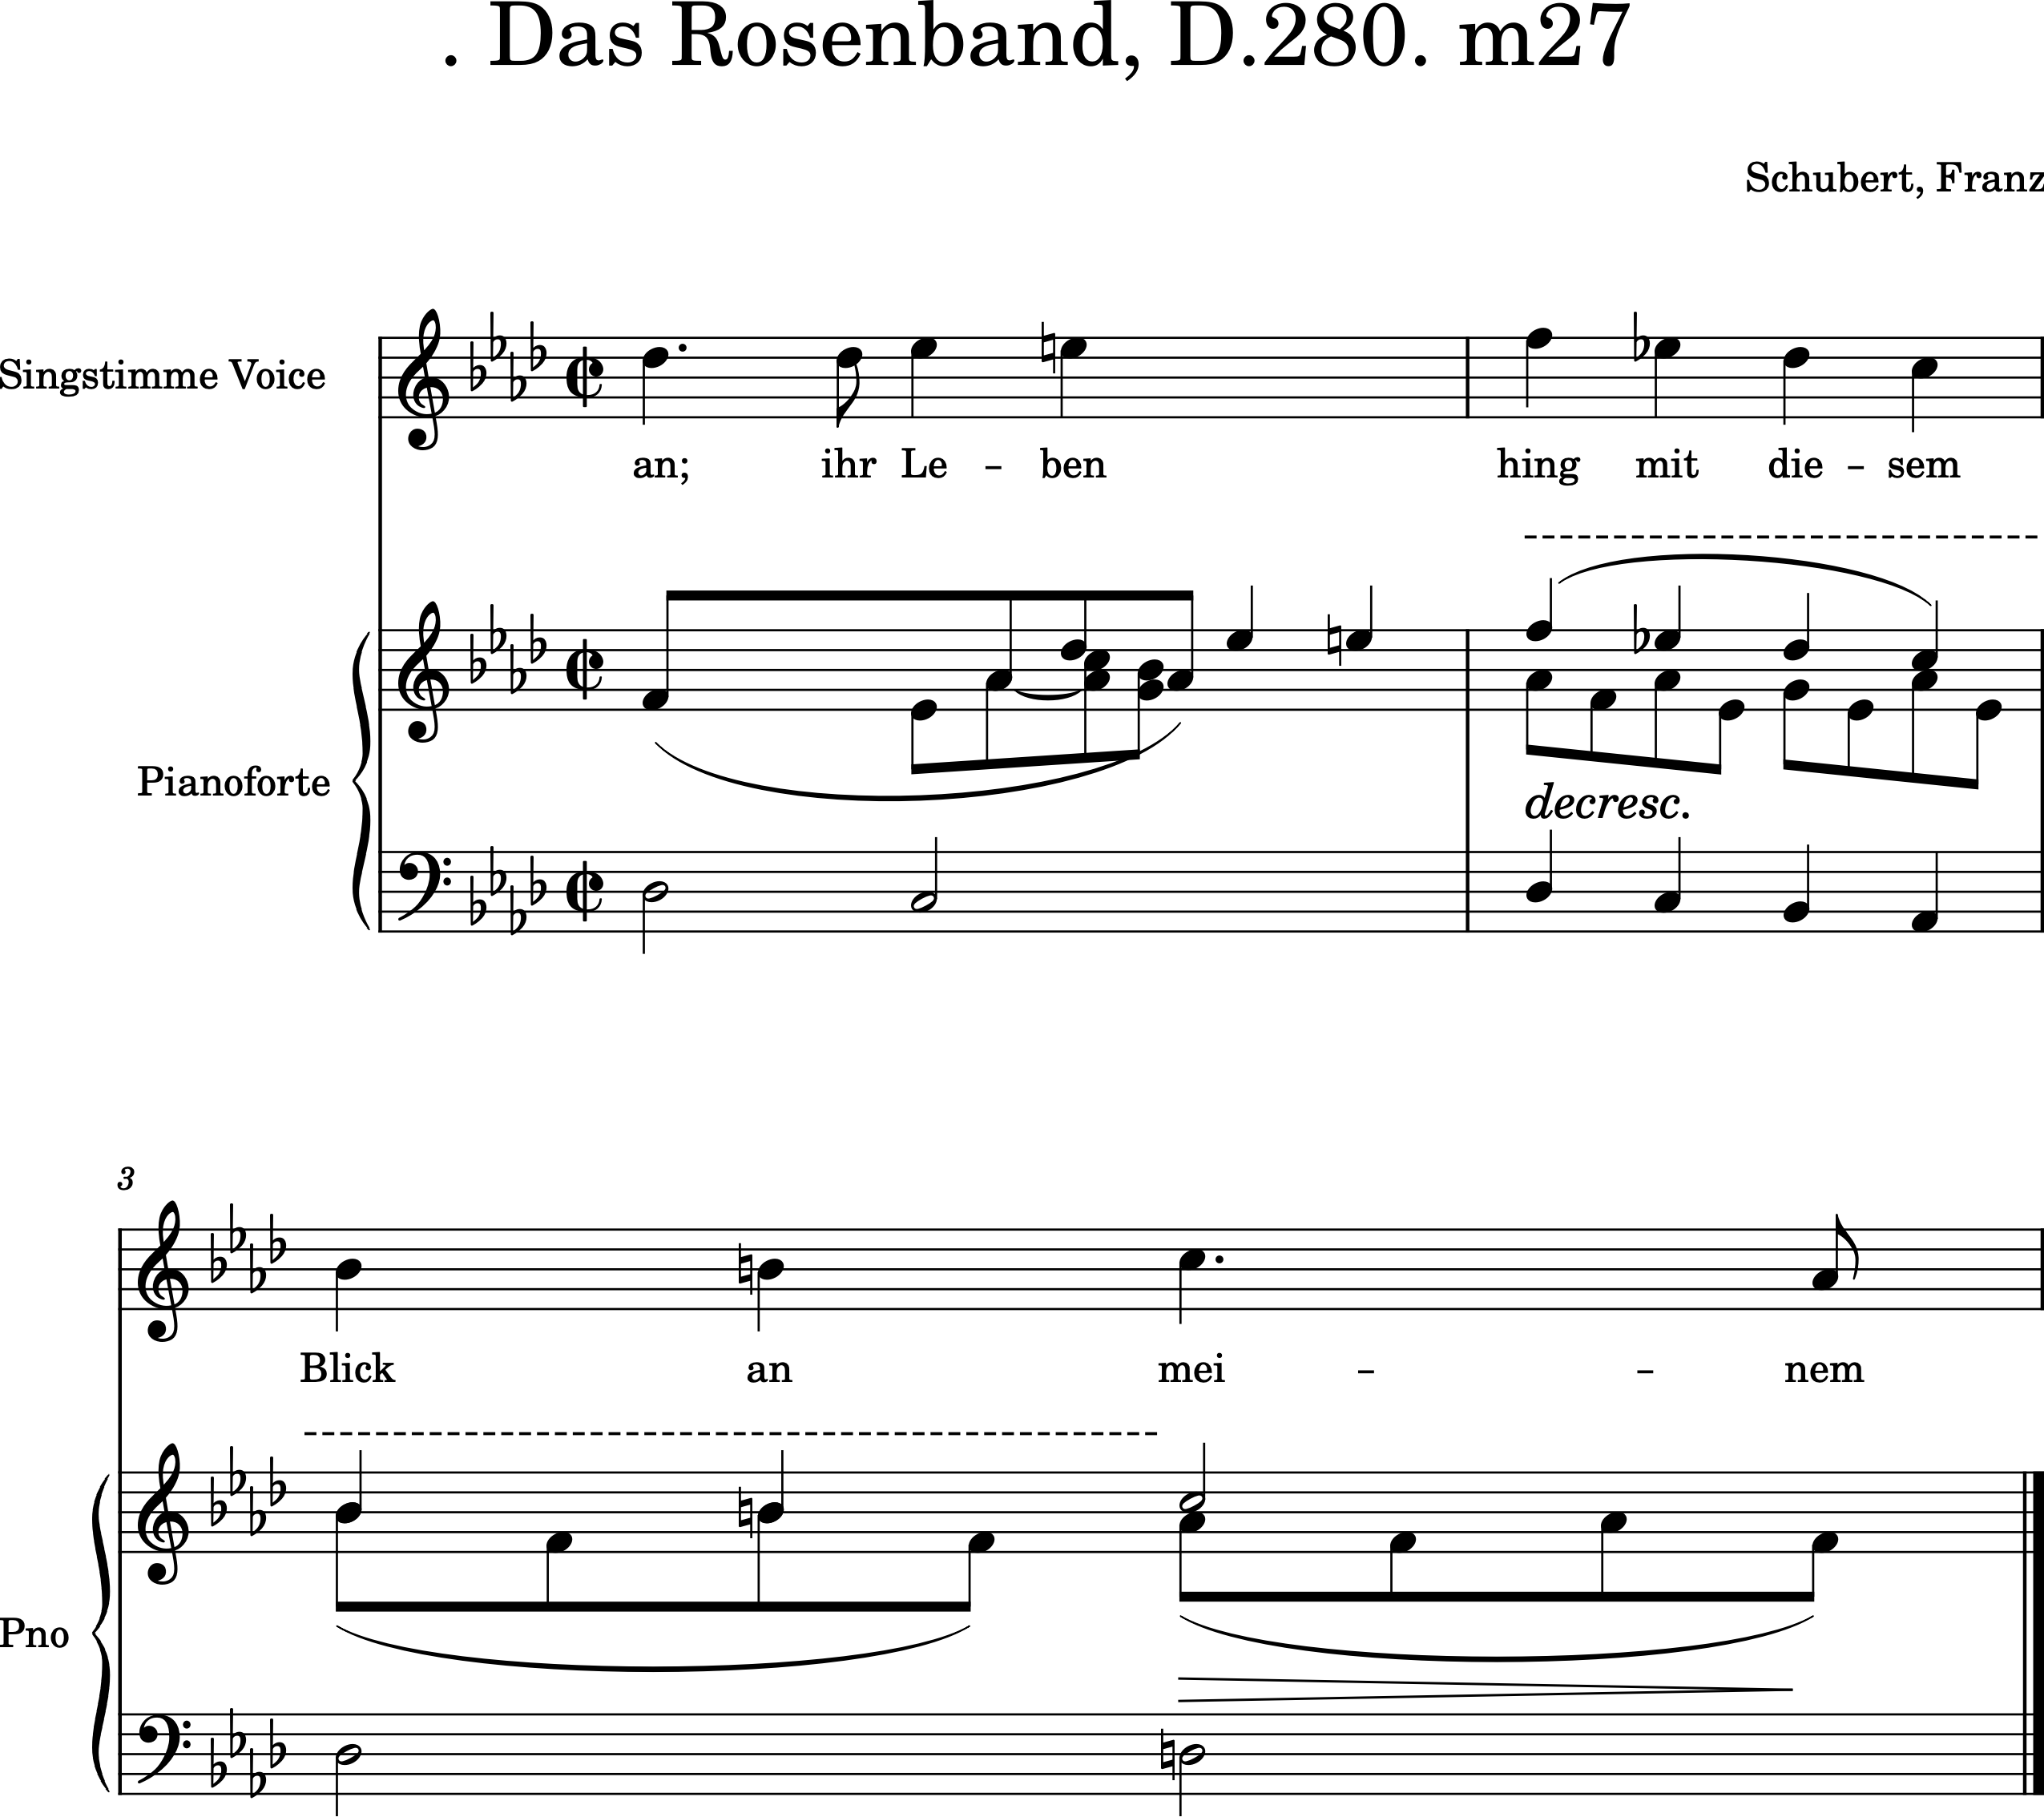 . Das Rosenband, D.280. m27
Schubert, Franz
Singstimme Voice
an; ihr Le - ben hing mit die - sem
Pianoforte
decresc.
3
Blick an mei - - nem
Pno